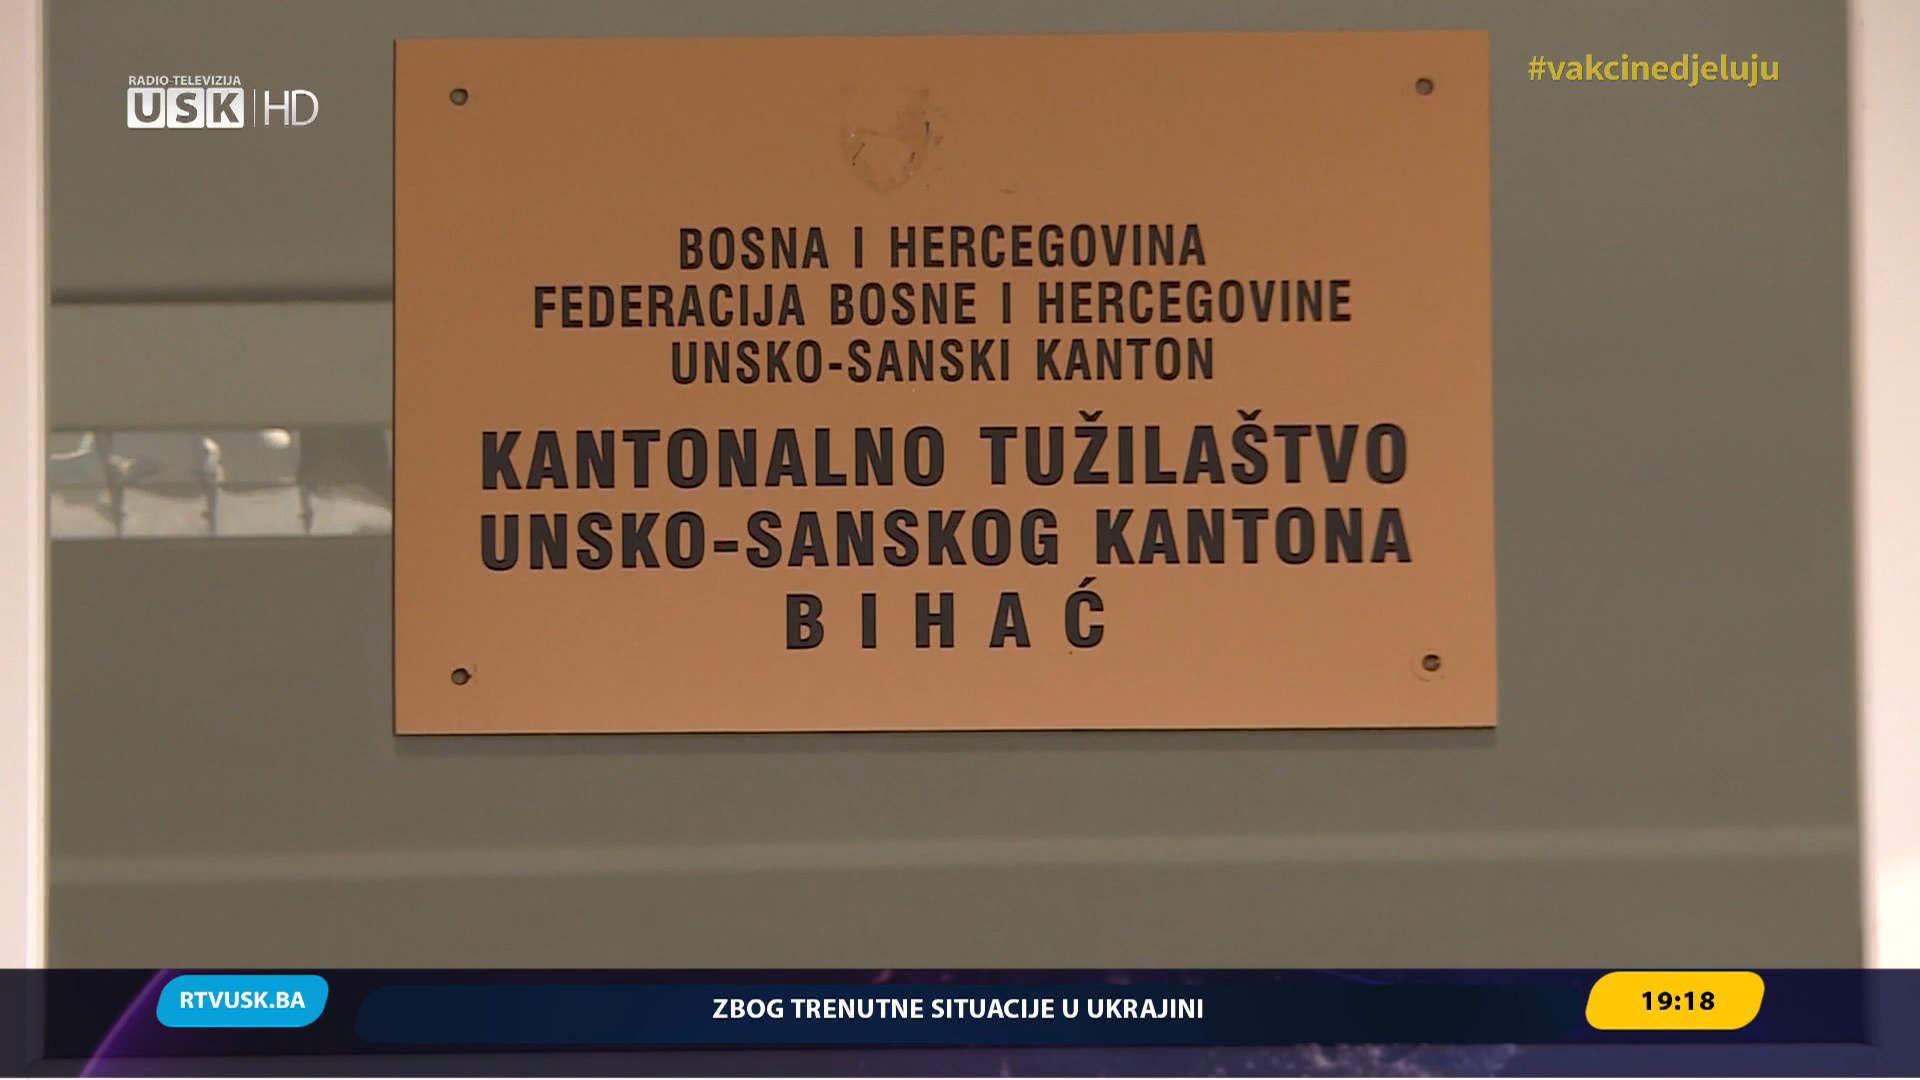 RADIO-TELEVIZIJA
USK HD
#vakcinedjeluju
BOSNA I HERCEGOVINA
FEDERACIJA BOSNE I HERCEGOVINE
UNSKO-SANSKI KANTON
KANTONALNO TUŽILAŠTVO
UNSKO-SANSKOG KANTONA
BIHAĆ
RTVUSK.BA
ZBOG TRENUTNE SITUACIJE U UKRAJINI
19:18